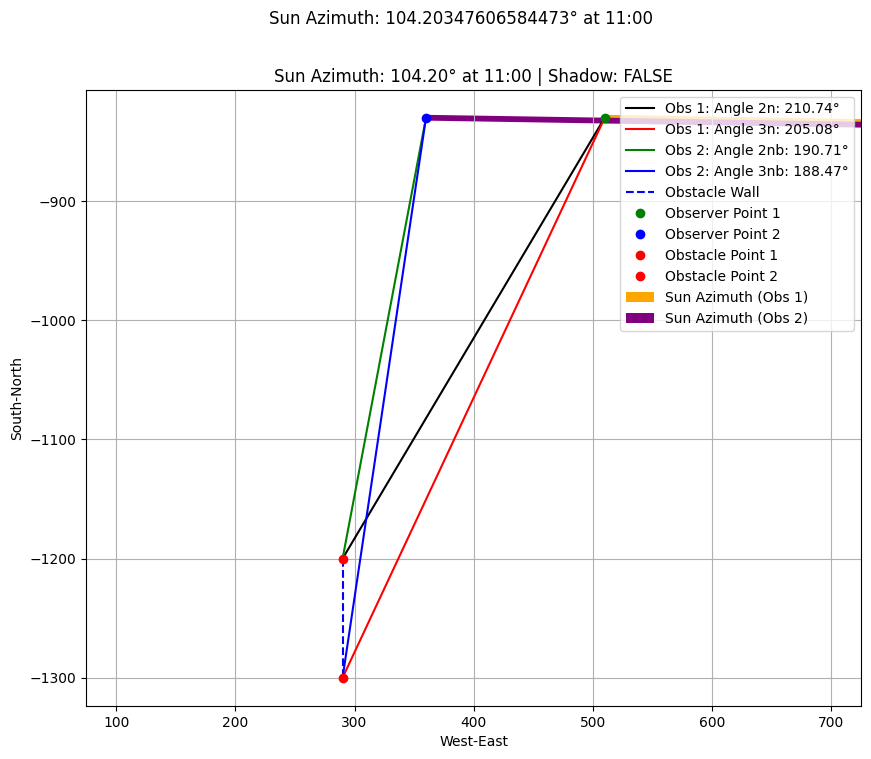 Sun Azimuth: 104.20347606584473° at 11:00
Sun Azimuth: 104.20° at 11:00 | Shadow: FALSE
Obs 1: Angle 2n: 210.74°
Obs 1: Angle 3n: 205.08°
Obs 2: Angle 2nb: 190.71°
Obs 2: Angle 3nb: 188.47°
Obstacle Wall
Observer Point 1
Observer Point 2
Obstacle Point 1
Obstacle Point 2
Sun Azimuth (Obs 1)
Sun Azimuth (Obs 2)
South-North
−900
−1000
−1100
−1200
−1300
100 200 300 400 500 600 700
West-East